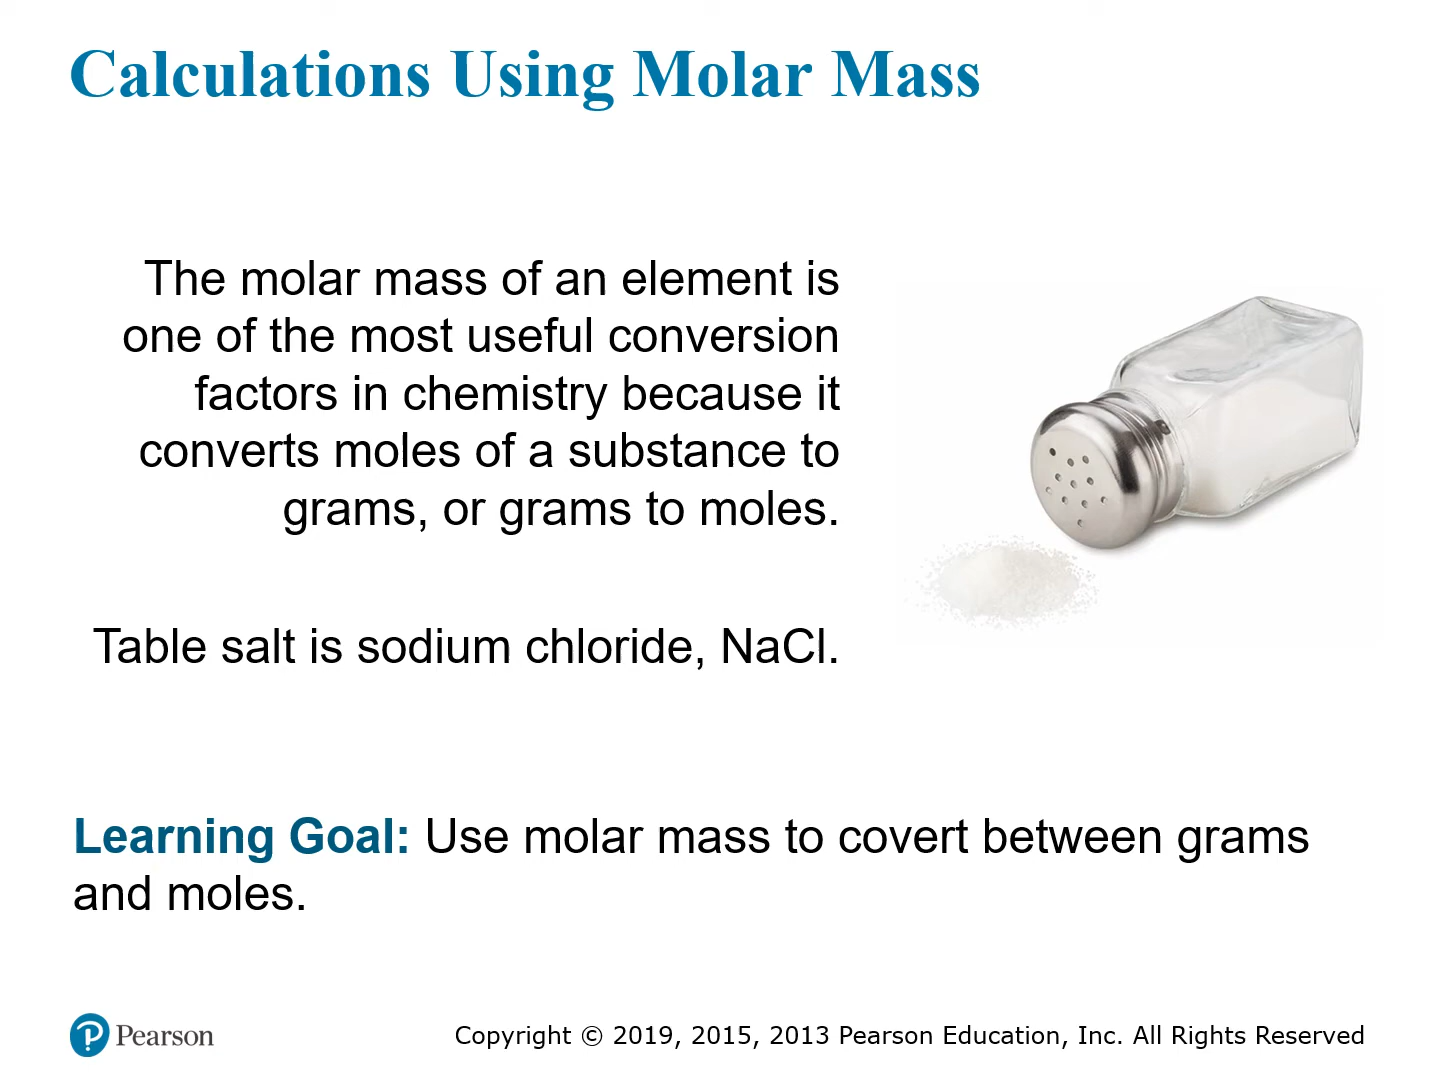 Calculations Using Molar Mass
The molar mass of an element is
one of the most useful conversion
factors in chemistry because it
converts moles of a substance to
grams, or grams to moles.
Table salt is sodium chloride, NaCl.
Learning Goal: Use molar mass to covert between grams
and moles.
Pearson
Copyright © 2019, 2015, 2013 Pearson Education, Inc. All Rights Reserved